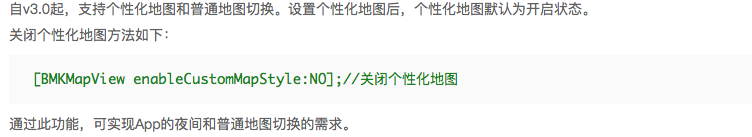 自v3.0起，支持个性化地图和普通地图切换。设置个性化地图后，个性化地图默认为开启状态。
关闭个性化地图方法如下：
[BMKMapView enableCustomMapStyle:NO];//关闭个性化地图
通过此功能，可实现App的夜间和普通地图切换的需求。